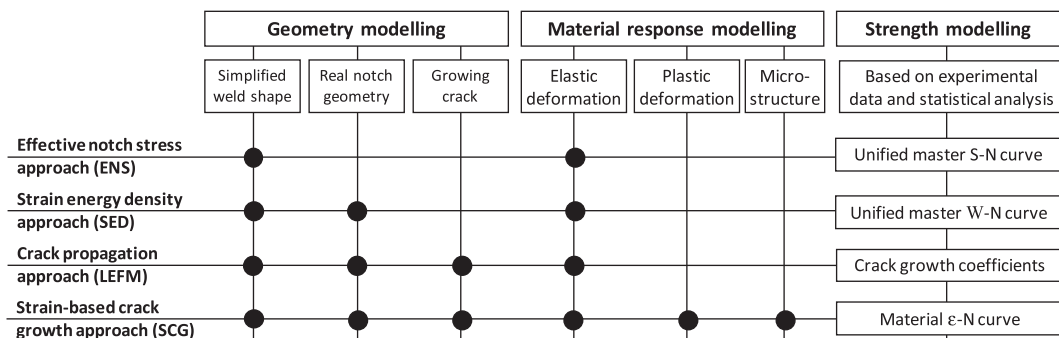 Geometry modelling
Material response modelling
Strength modelling
Simplified
weld shape
Real notch
geometry
Growing
crack
Elastic
deformation
Plastic
deformation
Micro-
structure
Based on experimental
data and statistical analysis
Effective notch stress
approach (ENS)
Unified master S-N curve
Strain energy density
approach (SED)
Unified master W-N curve
Crack propagation
approach (LEFM)
Crack growth coefficients
Strain-based crack
growth approach (SCG)
Material ε-N curve